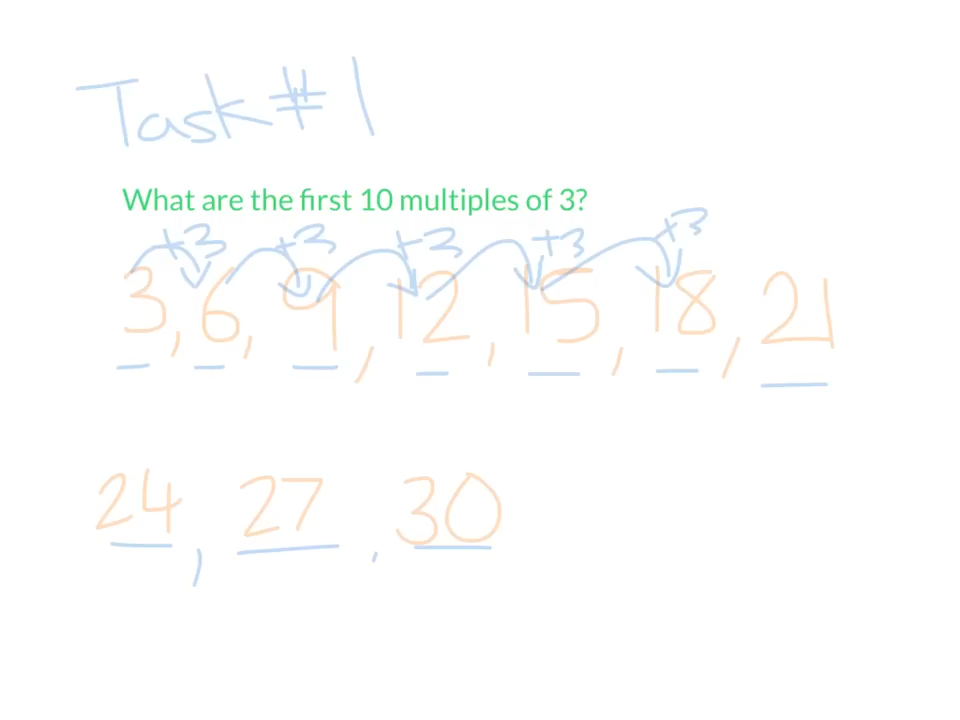 Task #1
What are the first 10 multiples of 3?
+3 +3 +3 +3 +3
3, 6, 9, 12, 15, 18, 21
24, 27, 30